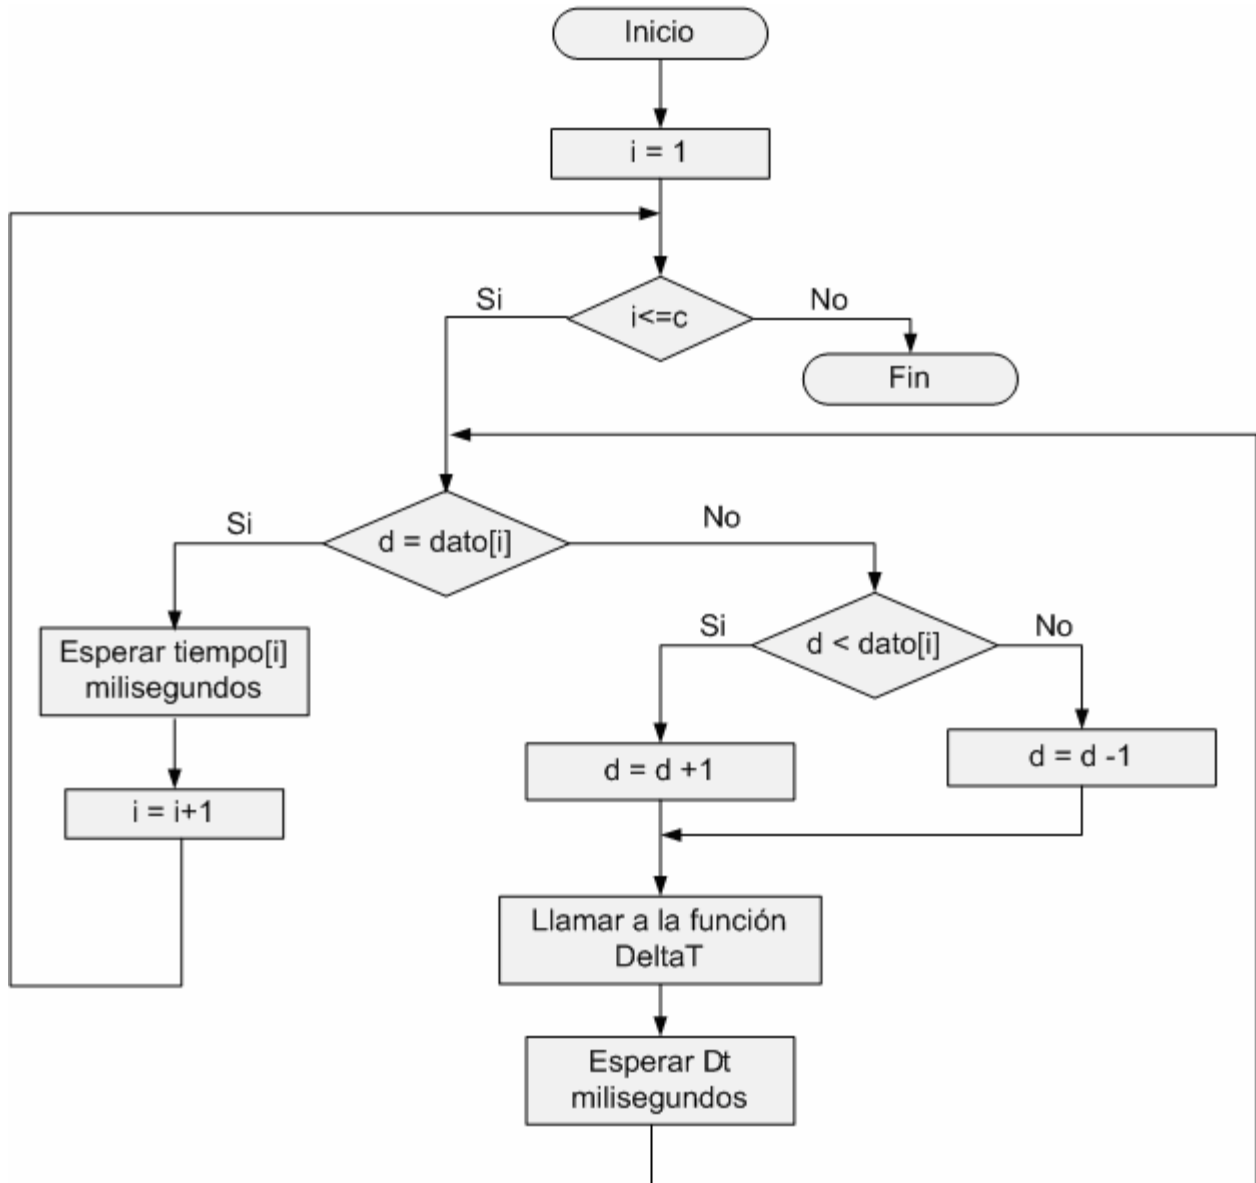 Inicio
i = 1
Si
i<=c
No
Fin
Si
d = dato[i]
No
Si
d < dato[i]
No
Esperar tiempo[i]
milisegundos
d = d +1
d = d -1
i = i+1
Llamar a la función
DeltaT
Esperar Dt
milisegundos